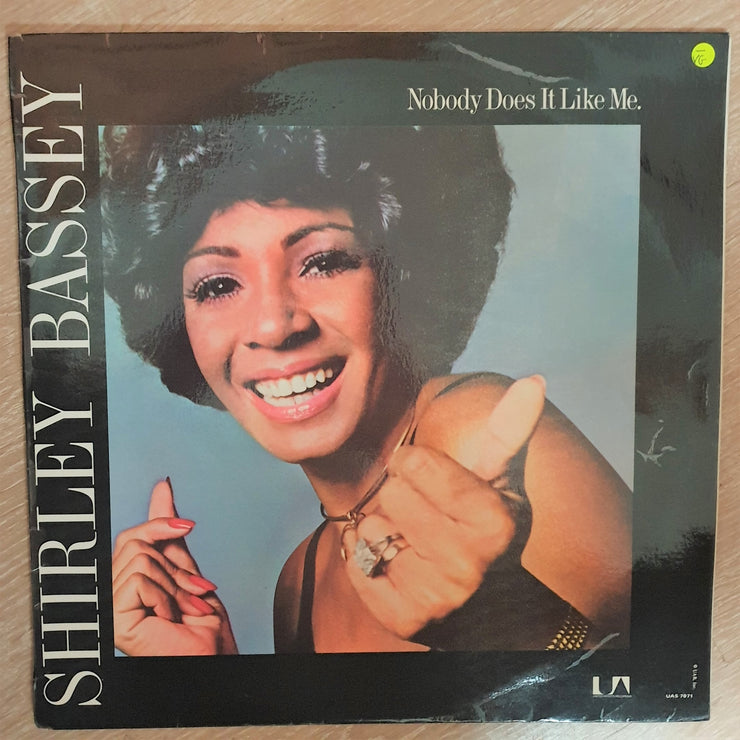 Nobody Does It Like Me.
SHIRLEY BASSEY
UA
UAS 7071